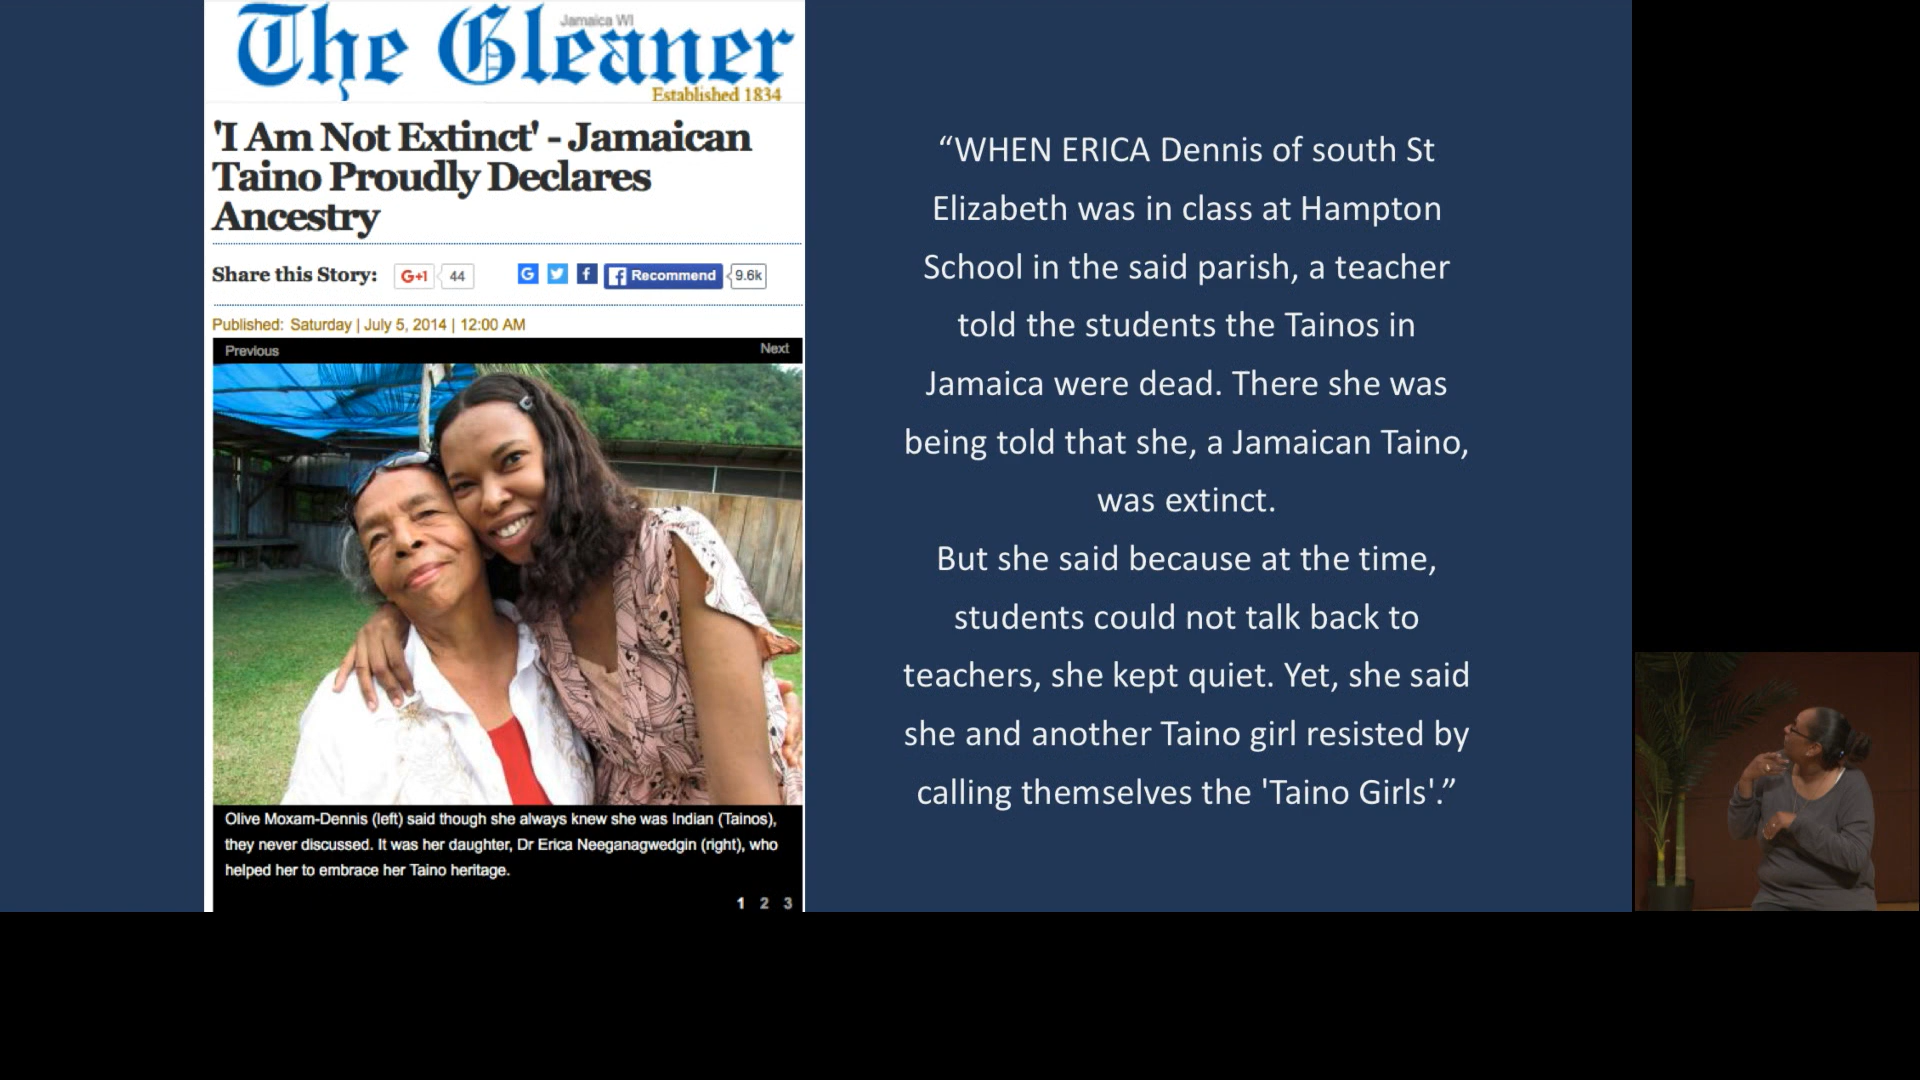 Jamaica WI
The Gleaner
Established 1834
'I Am Not Extinct' - Jamaican
Taino Proudly Declares
Ancestry
Share this Story: G+1 44 G f Recommend 9.6k
Published: Saturday | July 5, 2014 | 12:00 AM
Previous Next
Olive Moxam-Dennis (left) said though she always knew she was Indian (Tainos),
they never discussed. It was her daughter, Dr Erica Neeganagwedgin (right), who
helped her to embrace her Taino heritage.
1 2 3
“WHEN ERICA Dennis of south St
Elizabeth was in class at Hampton
School in the said parish, a teacher
told the students the Tainos in
Jamaica were dead. There she was
being told that she, a Jamaican Taino,
was extinct.
But she said because at the time,
students could not talk back to
teachers, she kept quiet. Yet, she said
she and another Taino girl resisted by
calling themselves the 'Taino Girls'.”